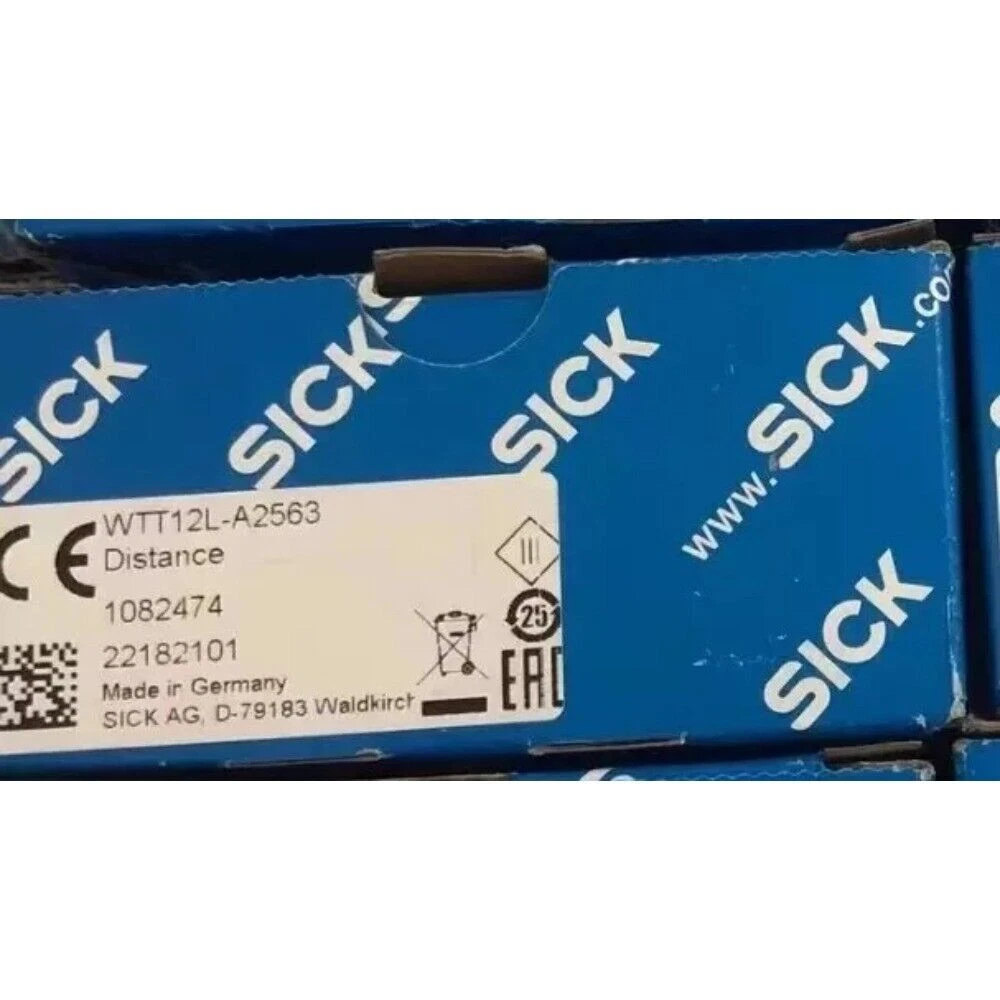 SICK
SICK
SICK
www.SICK.co
SICK
CE
WTT12L-A2563
Distance
1082474
22182101
Made in Germany
SICK AG, D-79183 Waldkirch
25
EAC